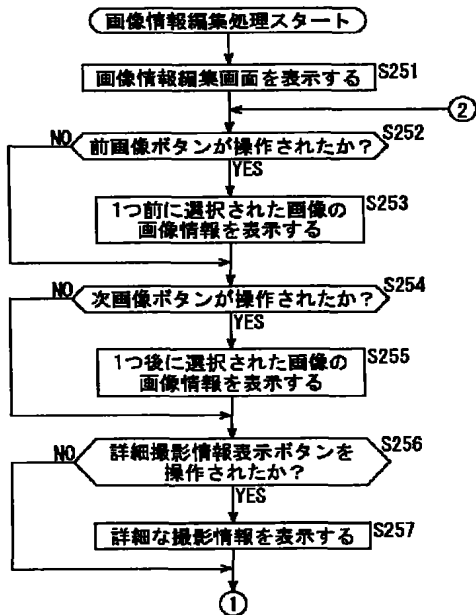 画像情報編集処理スタート
画像情報編集画面を表示する
S251
②
前画像ボタンが操作されたか？
S252
NO
YES
1つ前に選択された画像の
画像情報を表示する
S253
次画像ボタンが操作されたか？
S254
NO
YES
1つ後に選択された画像の
画像情報を表示する
S255
詳細撮影情報表示ボタンを
操作されたか？
S256
NO
YES
詳細な撮影情報を表示する
S257
①